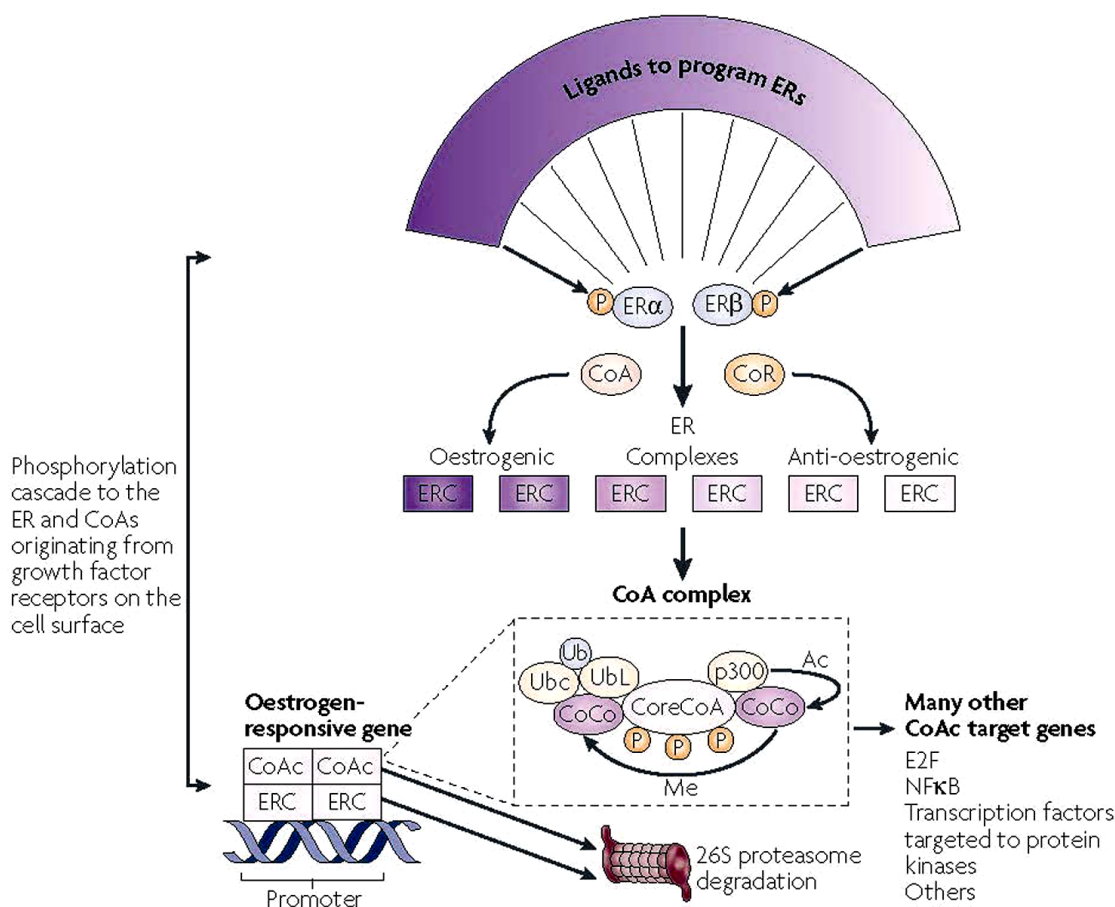 Ligands to program ERs
P
ERα
ERβ
P
CoA
CoR
ER
Oestrogenic
Complexes
Anti-oestrogenic
ERC
ERC
ERC
ERC
ERC
ERC
Phosphorylation
cascade to the
ER and CoAs
originating from
growth factor
receptors on the
cell surface
CoA complex
Ub
Ubc
UbL
CoCo
CoreCoA
p300
CoCo
Ac
P
P
P
Me
Oestrogen-
responsive gene
CoAc
CoAc
ERC
ERC
Promoter
26S proteasome
degradation
Many other
CoAc target genes
E2F
NFκB
Transcription factors
targeted to protein
kinases
Others